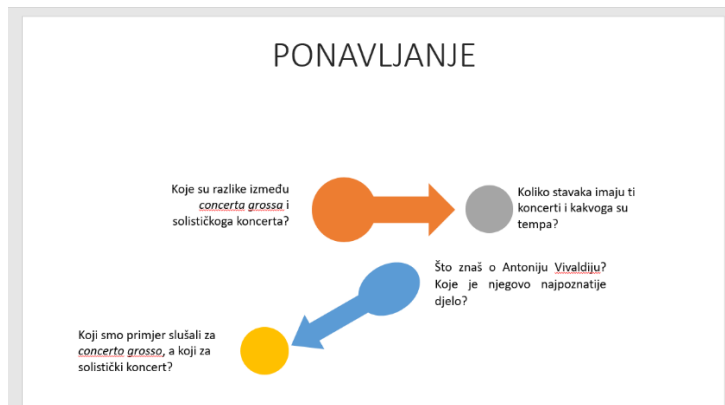 PONAVLJANJE
Koje su razlike između
concerta grossa i
solističkoga koncerta?
Koliko stavaka imaju ti
koncerti i kakvoga su
tempa?
Što znaš o Antoniju Vivaldiju?
Koje je njegovo najpoznatije
djelo?
Koji smo primjer slušali za
concerto grosso, a koji za
solistički koncert?